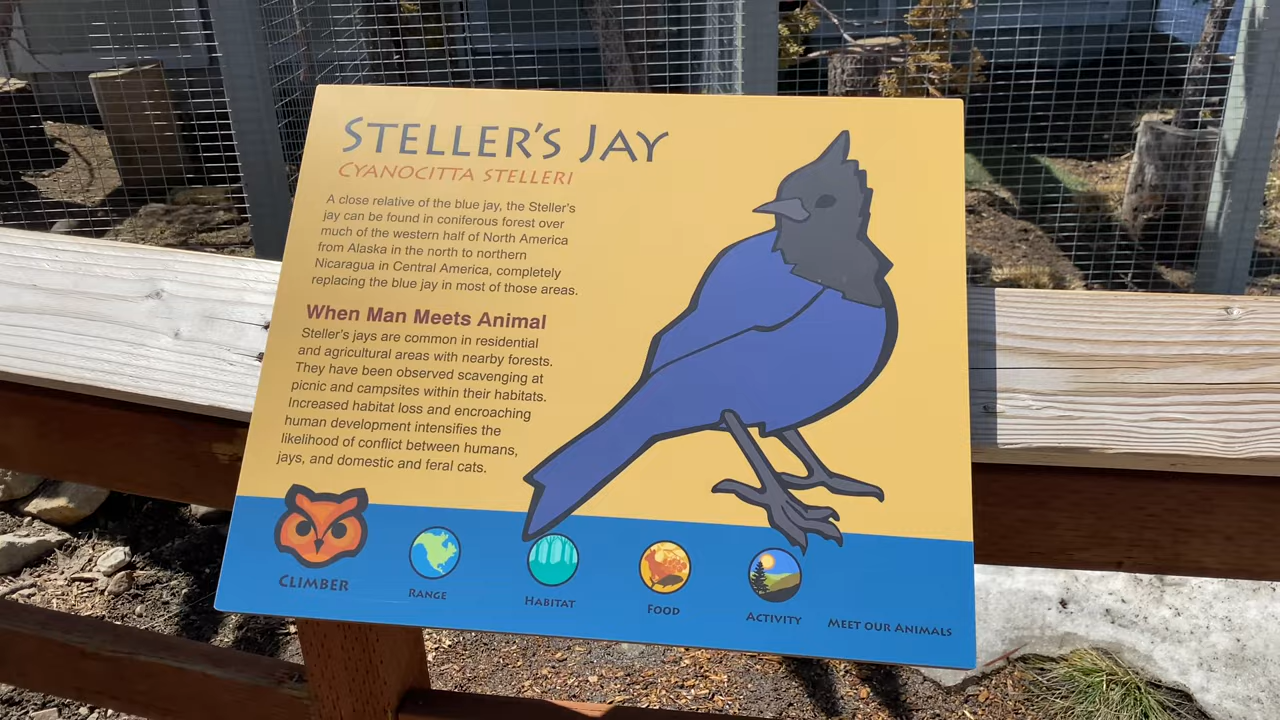 STELLER'S JAY
CYANOCITTA STELLERI
A close relative of the blue jay, the Steller's
jay can be found in coniferous forest over
much of the western half of North America
from Alaska in the north to northern
Nicaragua in Central America, completely
replacing the blue jay in most of those areas.
When Man Meets Animal
Steller's jays are common in residential
and agricultural areas with nearby forests.
They have been observed scavenging at
picnic and campsites within their habitats.
Increased habitat loss and encroaching
human development intensifies the
likelihood of conflict between humans,
jays, and domestic and feral cats.
CLIMBER
RANGE
HABITAT
FOOD
ACTIVITY
MEET OUR ANIMALS